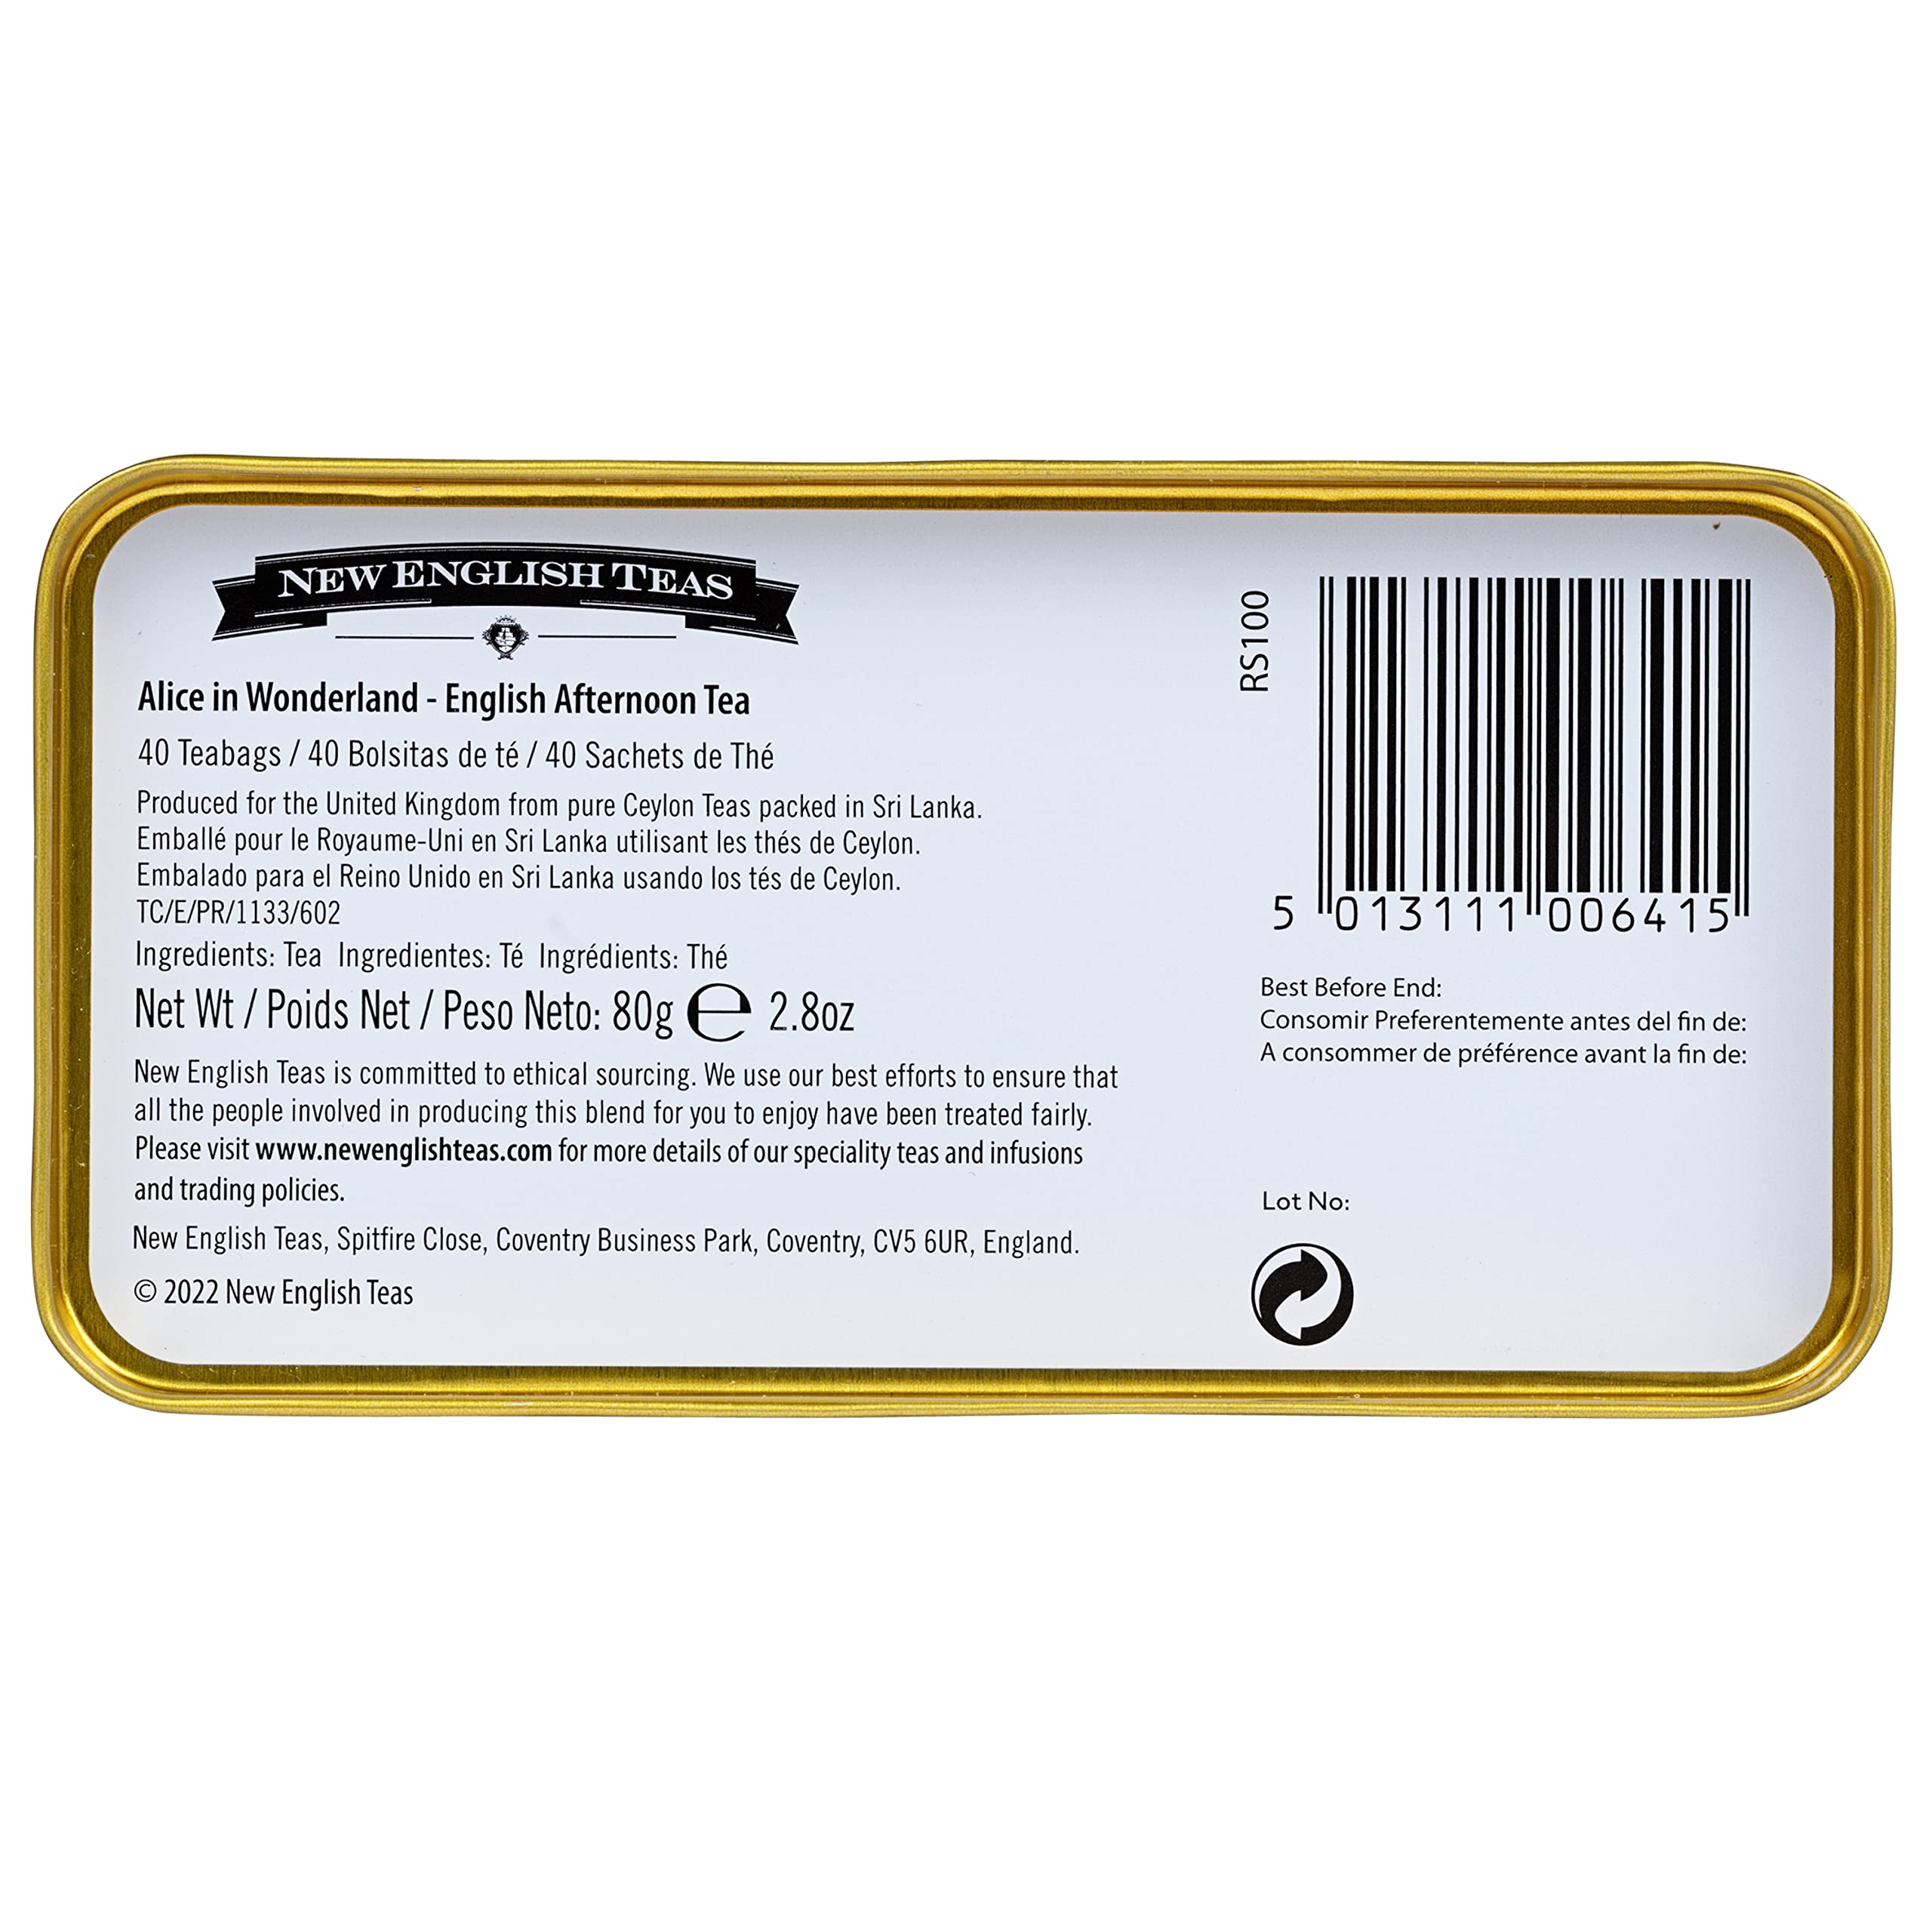 NEW ENGLISH TEAS
Alice in Wonderland - English Afternoon Tea
40 Teabags / 40 Bolsitas de té / 40 Sachets de Thé
Produced for the United Kingdom from pure Ceylon Teas packed in Sri Lanka.
Emballé pour le Royaume-Uni en Sri Lanka utilisant les thés de Ceylon.
Embalado para el Reino Unido en Sri Lanka usando los tés de Ceylon.
TC/E/PR/1133/602
Ingredients: Tea Ingredientes: Té Ingrédients: Thé
Net Wt / Poids Net / Peso Neto: 80g ℮ 2.8oz
New English Teas is committed to ethical sourcing. We use our best efforts to ensure that
all the people involved in producing this blend for you to enjoy have been treated fairly.
Please visit www.newenglishteas.com for more details of our speciality teas and infusions
and trading policies.
New English Teas, Spitfire Close, Coventry Business Park, Coventry, CV5 6UR, England.
© 2022 New English Teas
RS100
5 013111 006415
Best Before End:
Consomir Preferentemente antes del fin de:
A consommer de préférence avant la fin de:
Lot No: